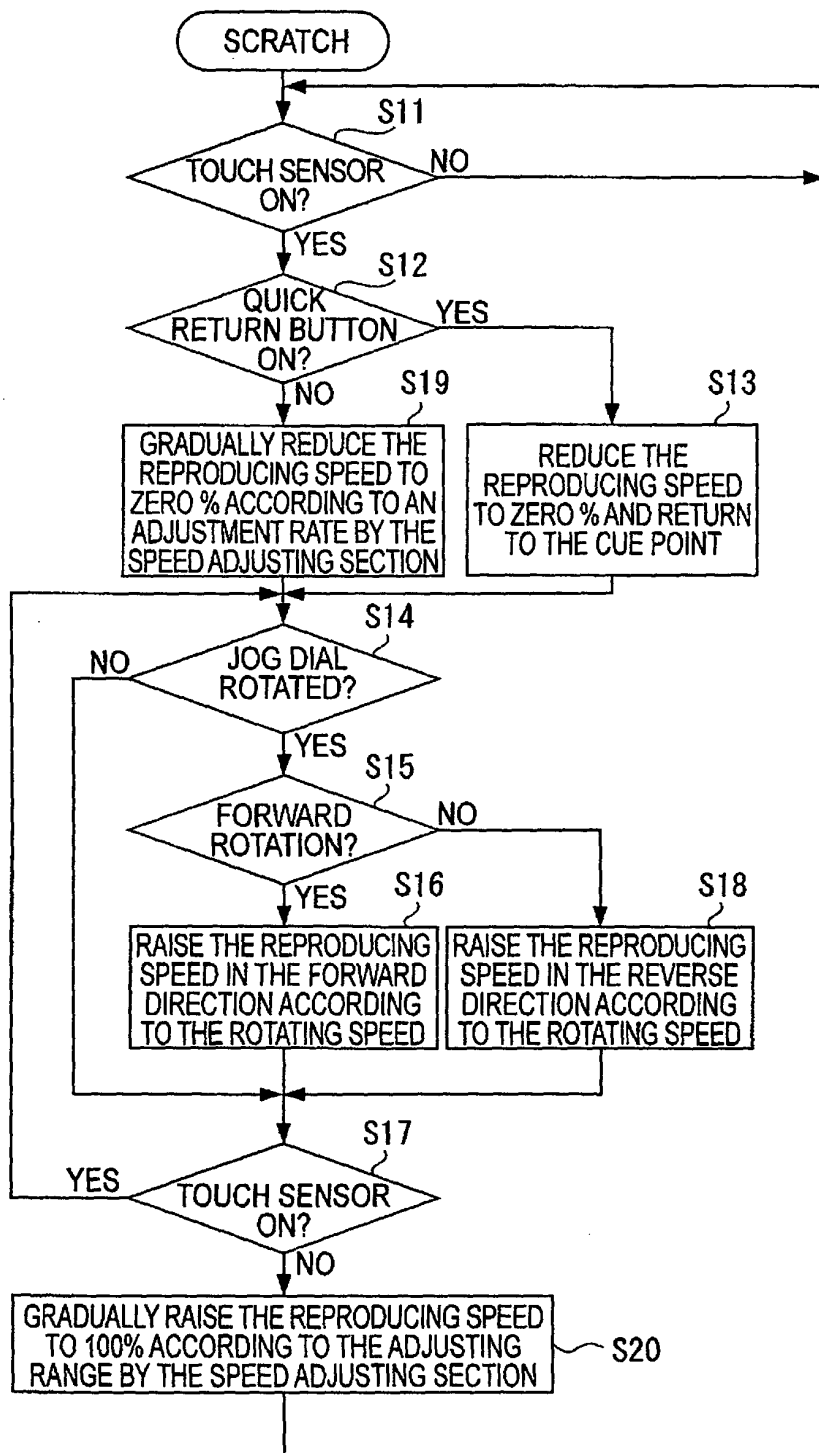 SCRATCH
S11
TOUCH SENSOR
ON?
NO
YES
S12
QUICK
RETURN BUTTON
ON?
YES
NO
S19
GRADUALLY REDUCE THE
REPRODUCING SPEED TO
ZERO % ACCORDING TO AN
ADJUSTMENT RATE BY THE
SPEED ADJUSTING SECTION
S13
REDUCE THE
REPRODUCING SPEED
TO ZERO % AND RETURN
TO THE CUE POINT
S14
JOG DIAL
ROTATED?
NO
YES
S15
FORWARD
ROTATION?
NO
YES
S16
RAISE THE REPRODUCING
SPEED IN THE FORWARD
DIRECTION ACCORDING
TO THE ROTATING SPEED
S18
RAISE THE REPRODUCING
SPEED IN THE REVERSE
DIRECTION ACCORDING
TO THE ROTATING SPEED
S17
YES
TOUCH SENSOR
ON?
NO
GRADUALLY RAISE THE REPRODUCING SPEED
TO 100% ACCORDING TO THE ADJUSTING
RANGE BY THE SPEED ADJUSTING SECTION
S20